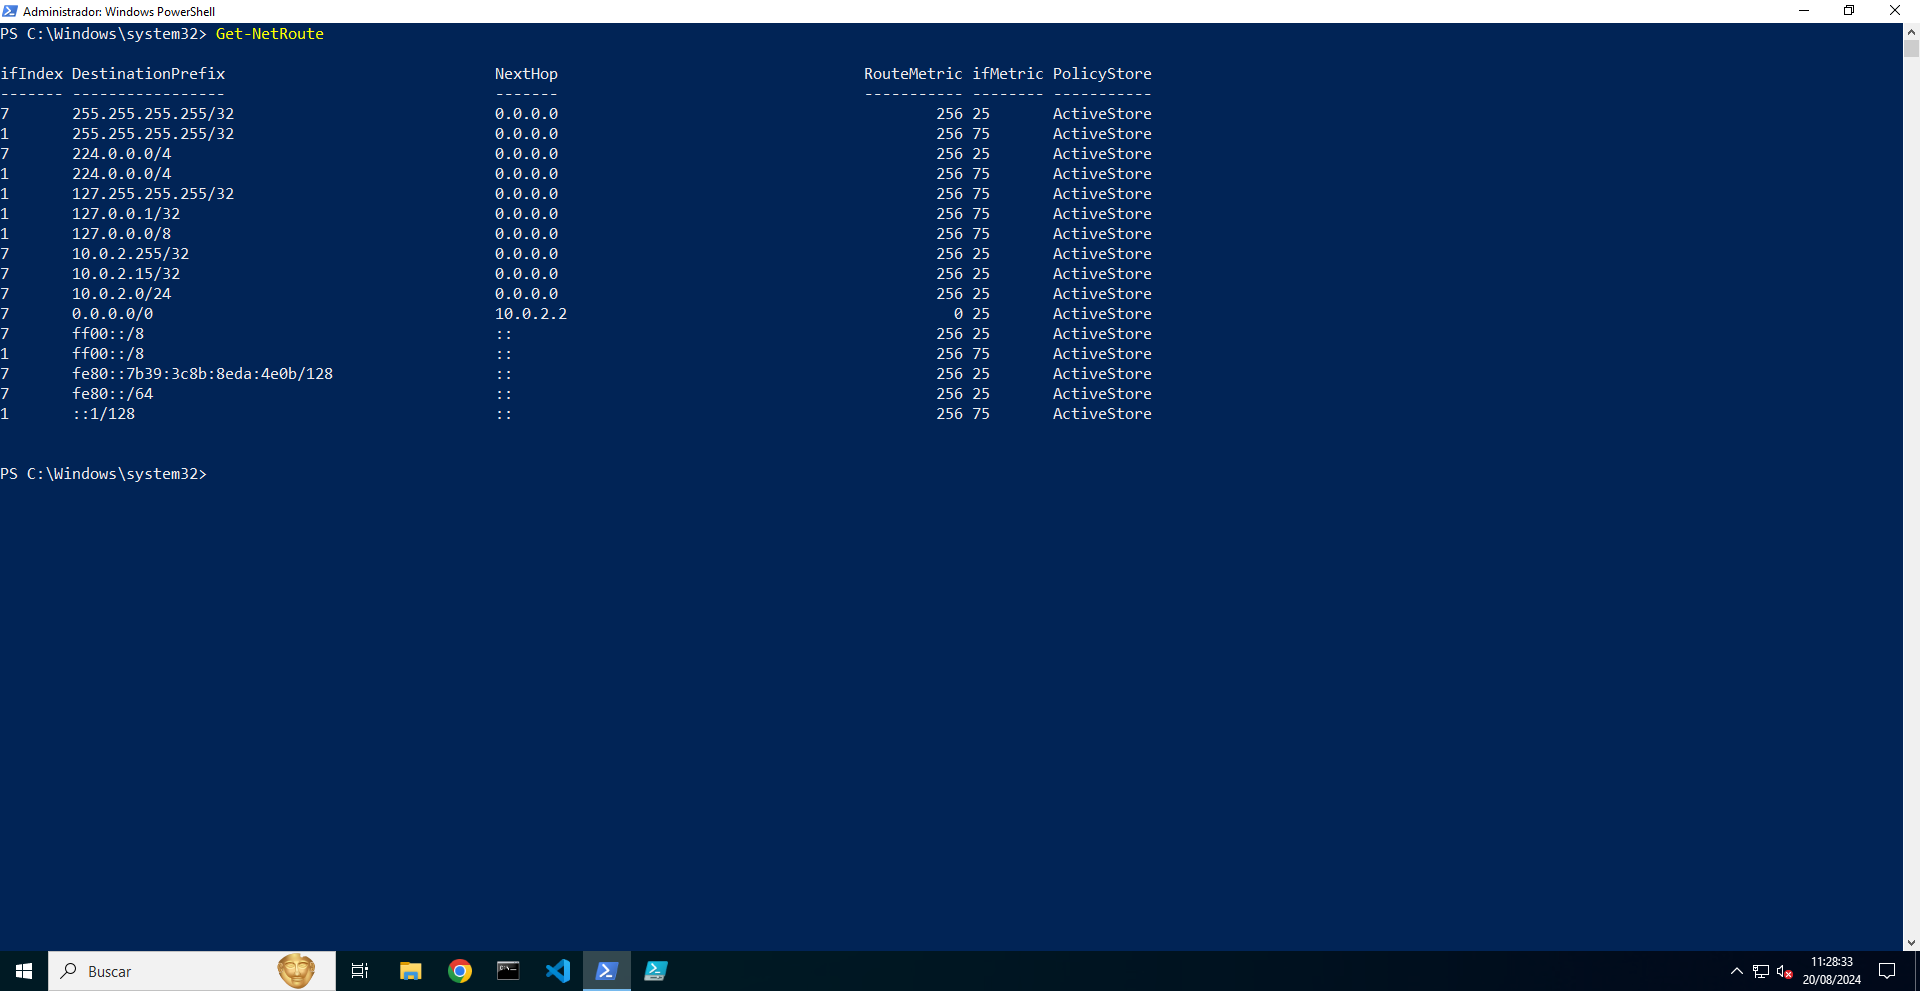 Administrador: Windows PowerShell
PS C:\Windows\system32> Get-NetRoute
ifIndex DestinationPrefix NextHop RouteMetric ifMetric PolicyStore
------- ----------------- ------- ----------- -------- -----------
7 255.255.255.255/32 0.0.0.0 256 25 ActiveStore
1 255.255.255.255/32 0.0.0.0 256 75 ActiveStore
7 224.0.0.0/4 0.0.0.0 256 25 ActiveStore
1 224.0.0.0/4 0.0.0.0 256 75 ActiveStore
1 127.255.255.255/32 0.0.0.0 256 75 ActiveStore
1 127.0.0.1/32 0.0.0.0 256 75 ActiveStore
1 127.0.0.0/8 0.0.0.0 256 75 ActiveStore
7 10.0.2.255/32 0.0.0.0 256 25 ActiveStore
7 10.0.2.15/32 0.0.0.0 256 25 ActiveStore
7 10.0.2.0/24 0.0.0.0 256 25 ActiveStore
7 0.0.0.0/0 10.0.2.2 0 25 ActiveStore
7 ff00::/8 :: 256 25 ActiveStore
1 ff00::/8 :: 256 75 ActiveStore
7 fe80::7b39:3c8b:8eda:4e0b/128 :: 256 25 ActiveStore
7 fe80::/64 :: 256 25 ActiveStore
1 ::1/128 :: 256 75 ActiveStore
PS C:\Windows\system32>
Buscar
11:28:33
20/08/2024